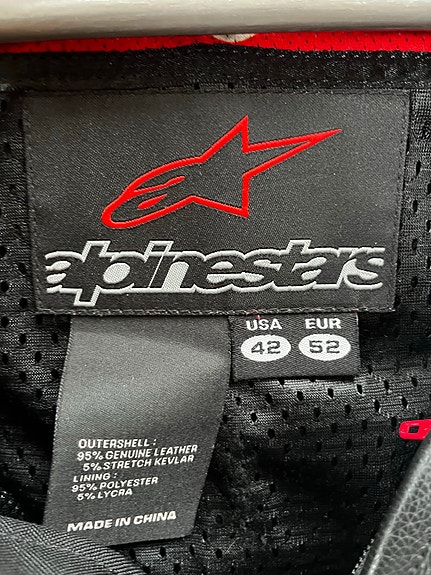 alpinestars
USA EUR
42 52
OUTERSHELL:
95% GENUINE LEATHER
5% STRETCH KEVLAR
LINING:
95% POLYESTER
5% LYCRA
MADE IN CHINA